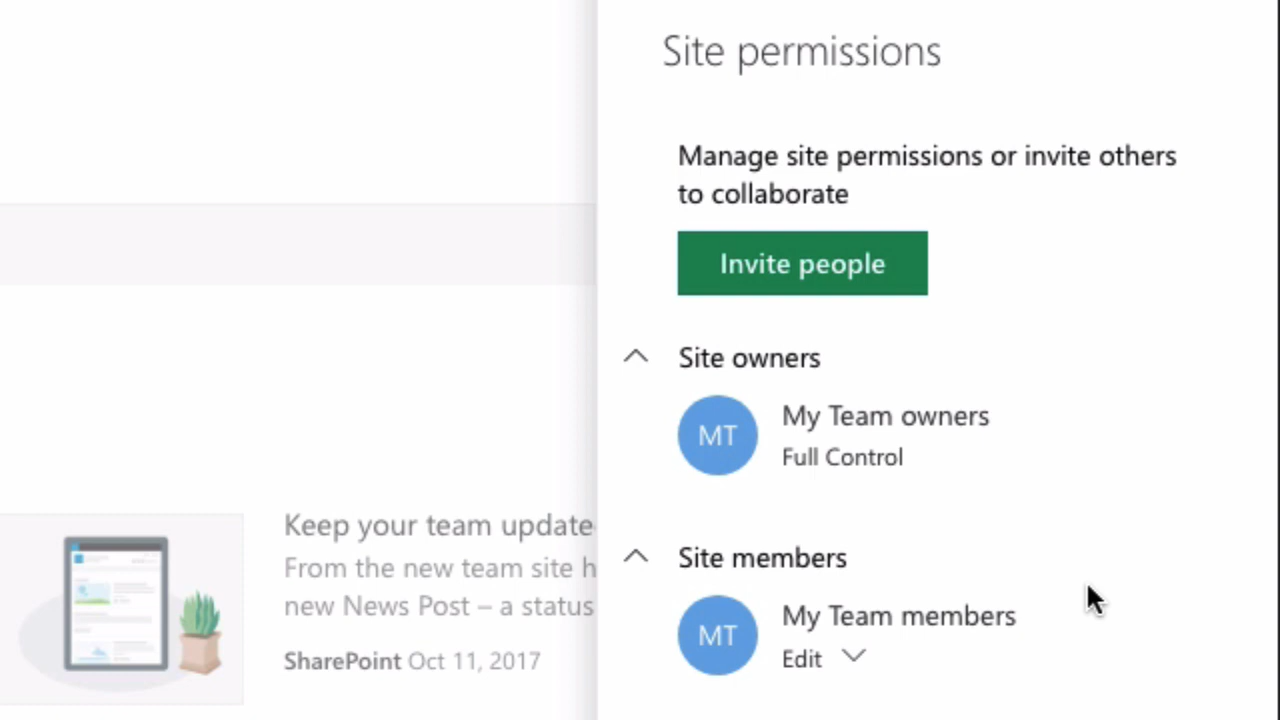 Site permissions
Manage site permissions or invite others
to collaborate
Invite people
Site owners
MT
My Team owners
Full Control
Site members
MT
My Team members
Edit
Keep your team update
From the new team site h
new News Post – a status
SharePoint Oct 11, 2017